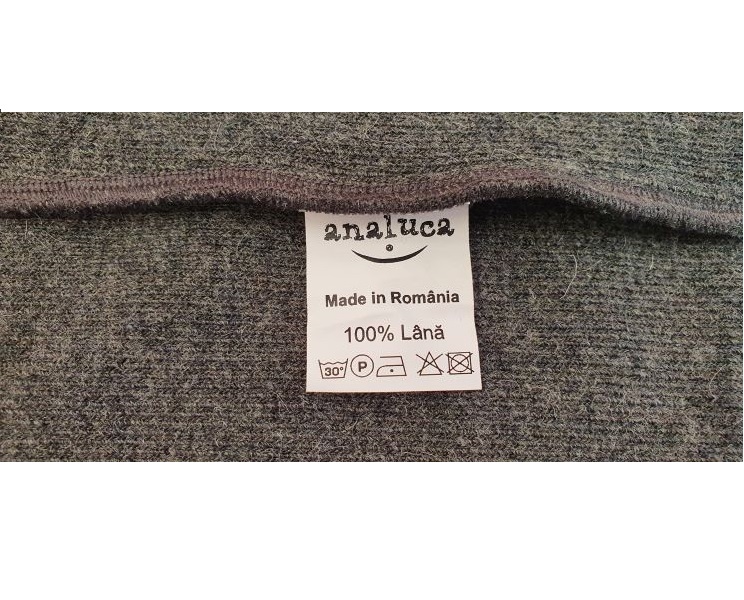 analuca
Made in România
100% Lână
30° P